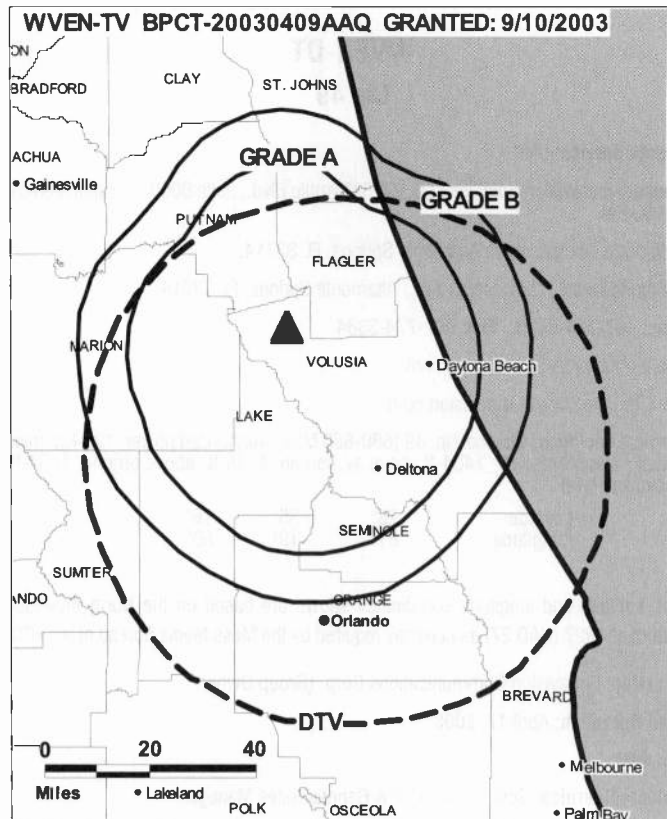 WVEN-TV BPCT-20030409AAQ GRANTED: 9/10/2003
ON
CLAY
ST. JOHNS
BRADFORD
GRADE A
ACHUA
Gainesville
GRADE B
PUTNAM
FLAGLER
MARION
VOLUSIA
Daytona Beach
LAKE
Deltona
SEMINOLE
SUMTER
ANDO
ORANGE
Orlando
BREVARD
DTV
0 20 40
Miles
Melbourne
Lakeland
POLK
OSCEOLA
Palm Bay